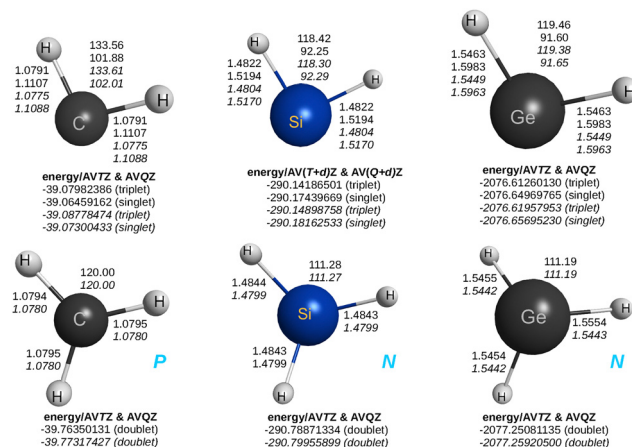 H
133.56
101.88
133.61
102.01
1.0791
1.1107
1.0775
1.1088
C
H
1.0791
1.1107
1.0775
1.1088
energy/AVTZ & AVQZ
-39.07982386 (triplet)
-39.06459162 (singlet)
-39.08778474 (triplet)
-39.07300433 (singlet)
H
118.42
92.25
118.30
92.29
1.4822
1.5194
1.4804
1.5170
Si
H
1.4822
1.5194
1.4804
1.5170
energy/AV(T+d)Z & AV(Q+d)Z
-290.14186501 (triplet)
-290.17439669 (singlet)
-290.14898758 (triplet)
-290.18162533 (singlet)
H
119.46
91.60
119.38
91.65
1.5463
1.5983
1.5449
1.5963
Ge
H
1.5463
1.5983
1.5449
1.5963
energy/AVTZ & AVQZ
-2076.61260130 (triplet)
-2076.64969765 (singlet)
-2076.61957953 (triplet)
-2076.65695230 (singlet)
H
120.00
120.00
1.0794
1.0780
C
H
1.0795
1.0780
1.0795
1.0780
H
P
energy/AVTZ & AVQZ
-39.76350131 (doublet)
-39.77317427 (doublet)
H
111.28
111.27
1.4844
1.4799
Si
H
1.4843
1.4799
1.4843
1.4799
H
N
energy/AVTZ & AVQZ
-290.78871334 (doublet)
-290.79955899 (doublet)
H
111.19
111.19
1.5455
1.5442
Ge
H
1.5554
1.5443
1.5454
1.5442
H
N
energy/AVTZ & AVQZ
-2077.25081135 (doublet)
-2077.25920500 (doublet)